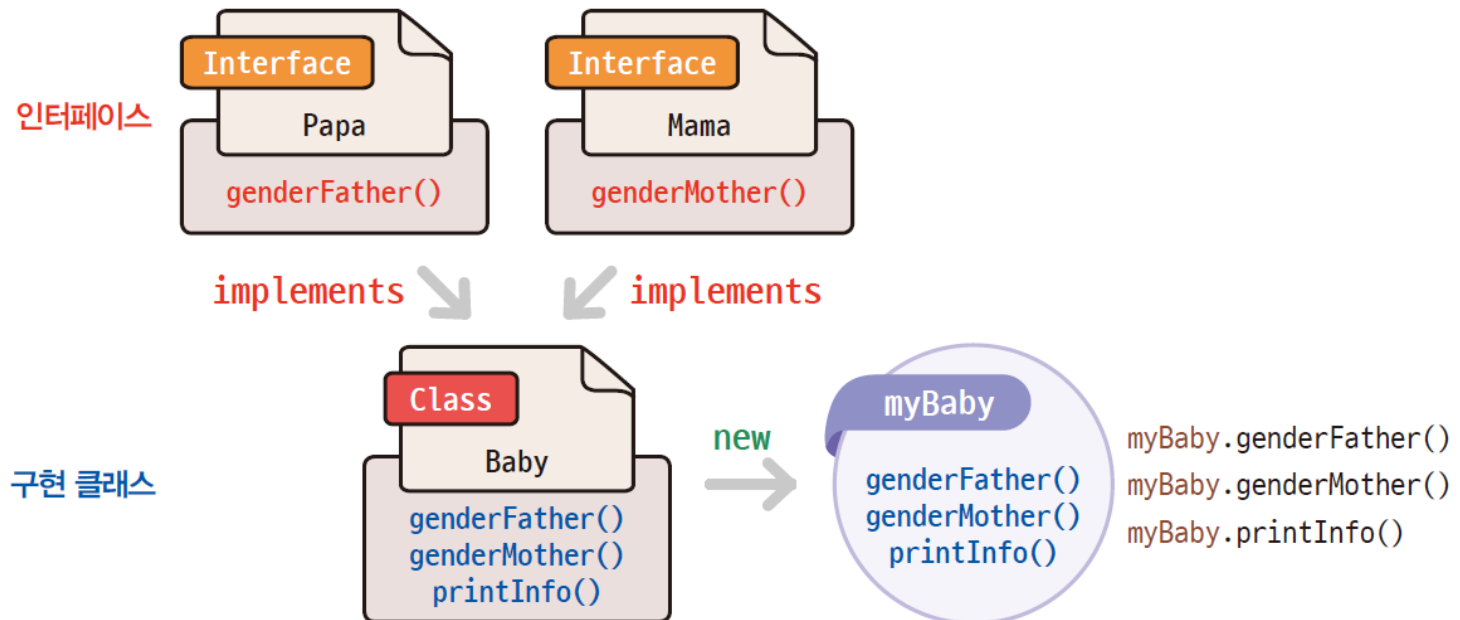 Interface
Papa
genderFather()
Interface
Mama
genderMother()
인터페이스
implements
implements
Class
Baby
genderFather()
genderMother()
printInfo()
구현 클래스
new
myBaby
genderFather()
genderMother()
printInfo()
myBaby.genderFather()
myBaby.genderMother()
myBaby.printInfo()